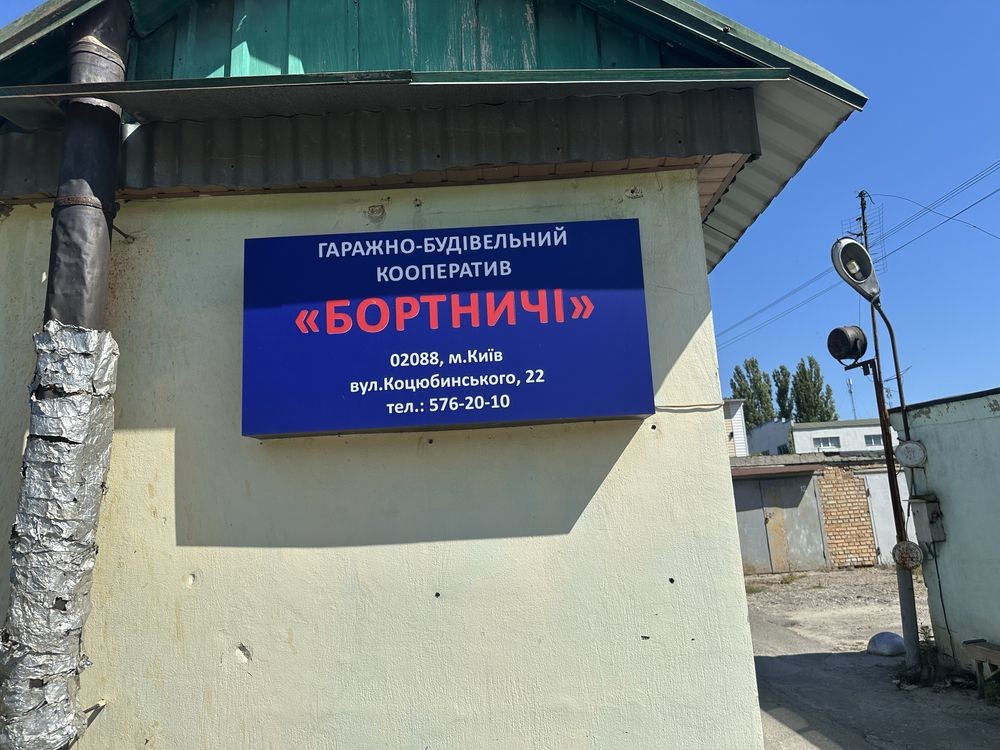 ГАРАЖНО-БУДІВЕЛЬНИЙ
КООПЕРАТИВ
«БОРТНИЧІ»
02088, м.Київ
вул.Коцюбинського, 22
тел.: 576-20-10